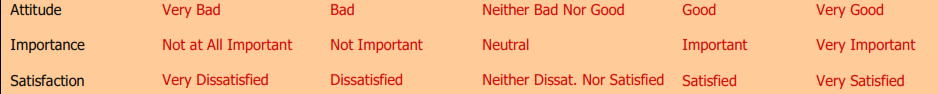 Attitude Very Bad Bad Neither Bad Nor Good Good Very Good
Importance Not at All Important Not Important Neutral Important Very Important
Satisfaction Very Dissatisfied Dissatisfied Neither Dissat. Nor Satisfied Satisfied Very Satisfied